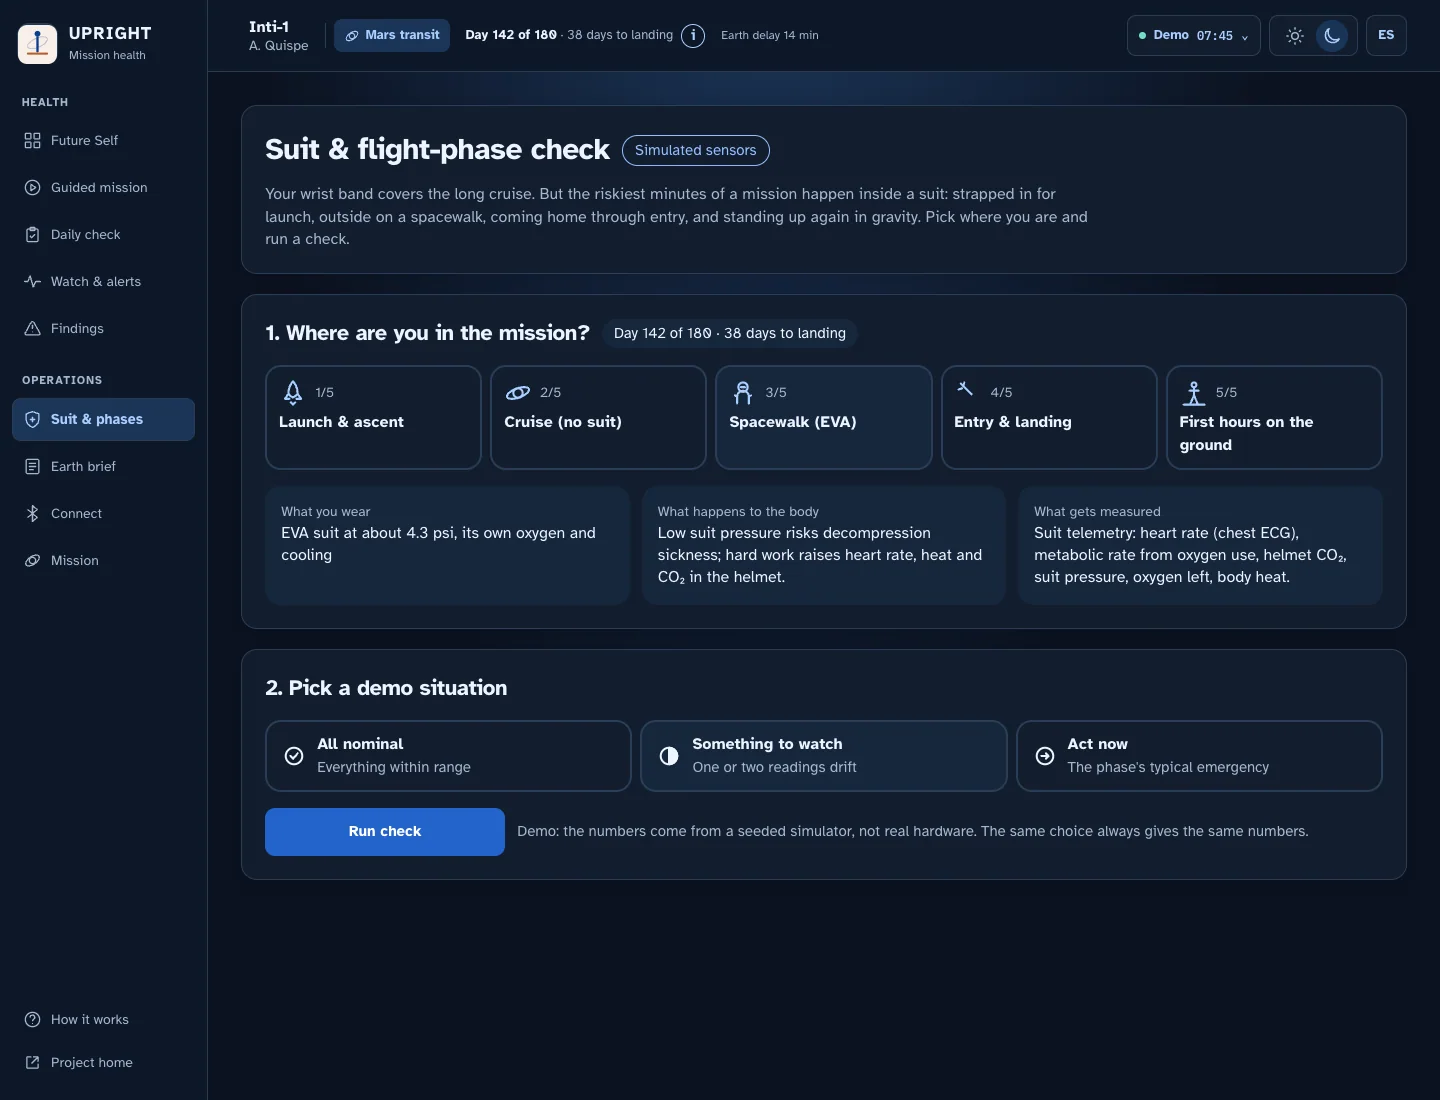 UPRIGHT
Mission health
HEALTH
Future Self
Guided mission
Daily check
Watch & alerts
Findings
OPERATIONS
Suit & phases
Earth brief
Connect
Mission
How it works
Project home
Inti-1
A. Quispe
Mars transit
Day 142 of 180 · 38 days to landing
i
Earth delay 14 min
Demo 07:45
ES
Suit & flight-phase check
Simulated sensors
Your wrist band covers the long cruise. But the riskiest minutes of a mission happen inside a suit: strapped in for
launch, outside on a spacewalk, coming home through entry, and standing up again in gravity. Pick where you are and
run a check.
1. Where are you in the mission?
Day 142 of 180 · 38 days to landing
1/5
Launch & ascent
2/5
Cruise (no suit)
3/5
Spacewalk (EVA)
4/5
Entry & landing
5/5
First hours on the
ground
What you wear
EVA suit at about 4.3 psi, its own oxygen and
cooling
What happens to the body
Low suit pressure risks decompression
sickness; hard work raises heart rate, heat and
CO₂ in the helmet.
What gets measured
Suit telemetry: heart rate (chest ECG),
metabolic rate from oxygen use, helmet CO₂,
suit pressure, oxygen left, body heat.
2. Pick a demo situation
All nominal
Everything within range
Something to watch
One or two readings drift
Act now
The phase's typical emergency
Run check
Demo: the numbers come from a seeded simulator, not real hardware. The same choice always gives the same numbers.